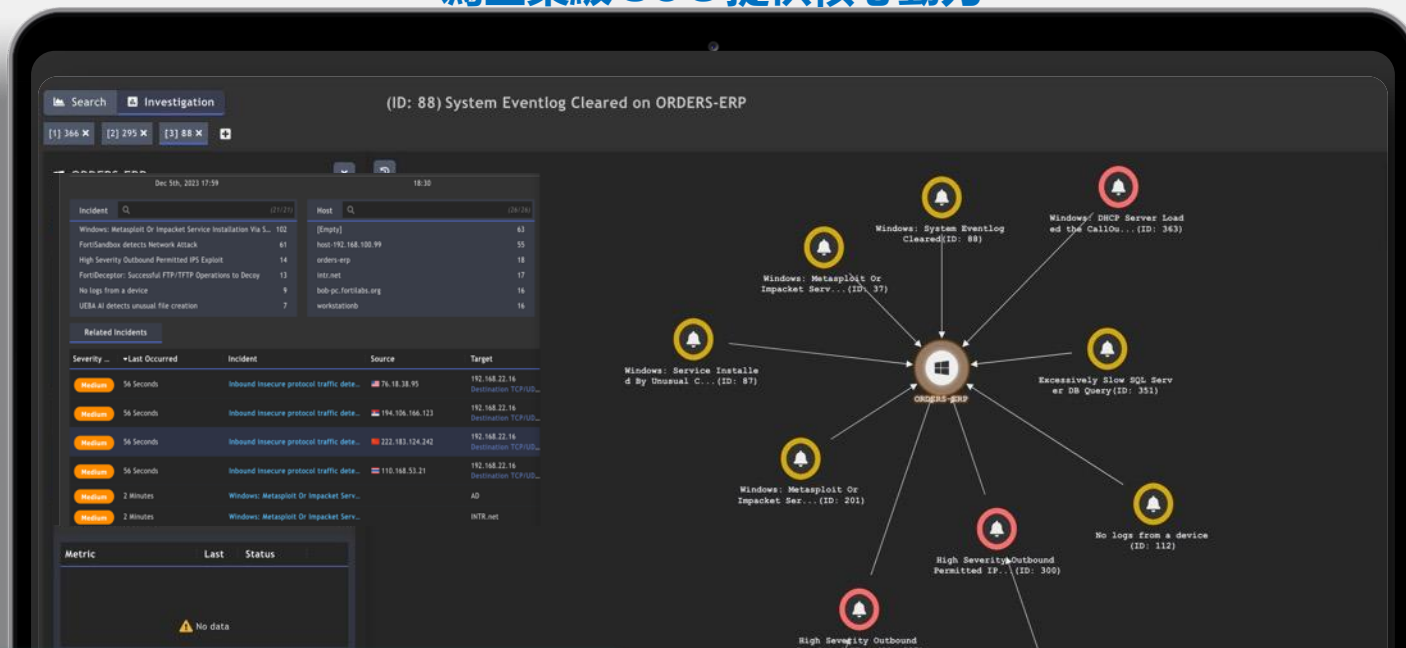 Search
Investigation
(ID: 88) System Eventlog Cleared on ORDERS-ERP
[1] 366 ×
[2] 295 ×
[3] 88 ×
Dec 5th, 2023 17:59
18:30
Incident
(21/21)
Windows: Metasploit Or Impacket Service Installation Via S... 102
FortiSandbox detects Network Attack 61
High Severity Outbound Permitted IPS Exploit 14
FortiDeceptor: Successful FTP/TFTP Operations to Decoy 13
No logs from a device 9
UEBA AI detects unusual file creation 7
Host
(26/26)
[Empty] 63
host-192.168.100.99 55
orders-erp 18
intr.net 17
bob-pc.fortilabs.org 16
workstationb 16
Related Incidents
Severity ... Last Occurred Incident Source Target
Medium 56 Seconds Inbound insecure protocol traffic dete... 76.18.38.95 192.168.22.16
Destination TCP/UD...
Medium 56 Seconds Inbound insecure protocol traffic dete... 194.106.166.123 192.168.22.16
Destination TCP/UD...
Medium 56 Seconds Inbound insecure protocol traffic dete... 222.183.124.242 192.168.22.16
Destination TCP/UD...
Medium 56 Seconds Inbound insecure protocol traffic dete... 110.168.53.21 192.168.22.16
Destination TCP/UD...
Medium 2 Minutes Windows: Metasploit Or Impacket Serv... AD
Medium 2 Minutes Windows: Metasploit Or Impacket Serv... INTR.net
Metric Last Status
No data
Windows: DHCP Server Load
ed the CallOu...(ID: 363)
Windows: System Eventlog
Cleared(ID: 88)
Windows: Metasploit Or
Impacket Serv...(ID: 37)
Windows: Service Installe
d By Unusual C...(ID: 87)
Excessively Slow SQL Serv
er DB Query(ID: 351)
ORDERS-ERP
Windows: Metasploit Or
Impacket Ser...(ID: 201)
No logs from a device
(ID: 112)
High Severity Outbound
Permitted IP...(ID: 300)
High Severity Outbound